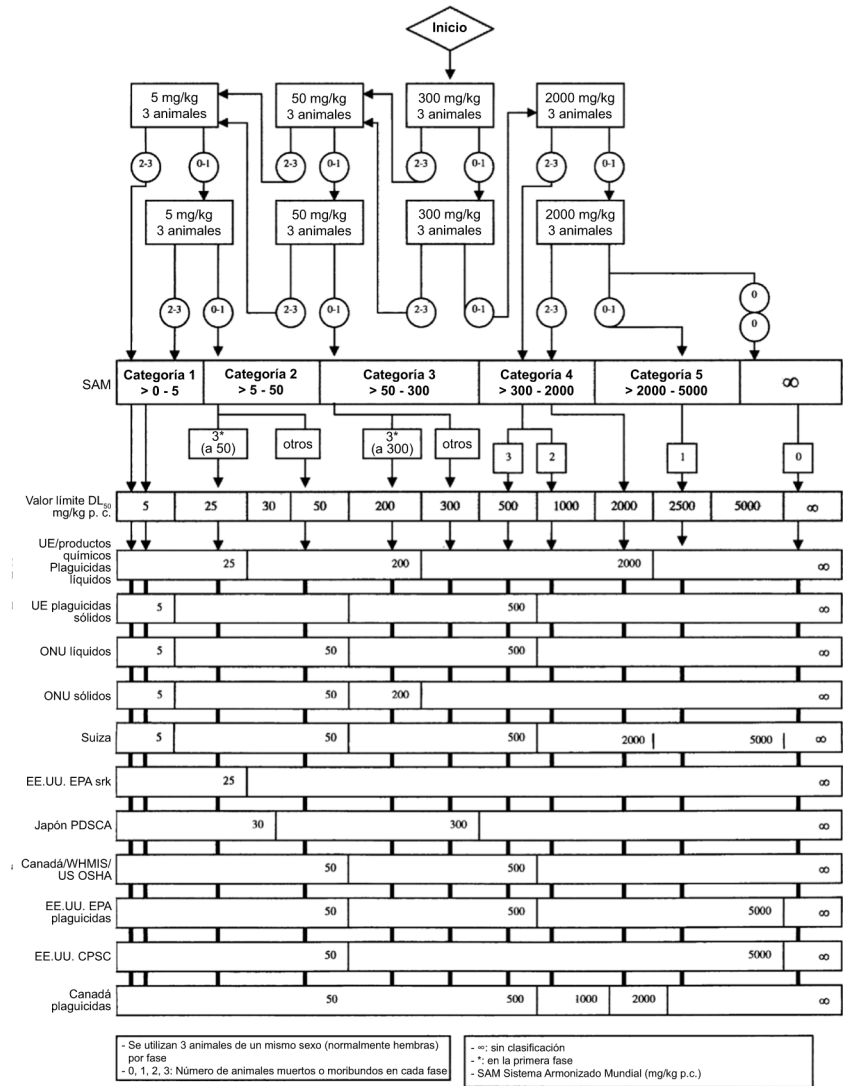 Inicio
5 mg/kg
3 animales
50 mg/kg
3 animales
300 mg/kg
3 animales
2000 mg/kg
3 animales
2-3
0-1
2-3
0-1
2-3
0-1
2-3
0-1
5 mg/kg
3 animales
50 mg/kg
3 animales
300 mg/kg
3 animales
2000 mg/kg
3 animales
2-3
0-1
2-3
0-1
2-3
0-1
2-3
0-1
0
0
SAM
Categoría 1
> 0 - 5
Categoría 2
> 5 - 50
Categoría 3
> 50 - 300
Categoría 4
> 300 - 2000
Categoría 5
> 2000 - 5000
∞
3*
(a 50)
otros
3*
(a 300)
otros
3
2
1
0
Valor límite DL50
mg/kg p. c.
5 25 30 50 200 300 500 1000 2000 2500 5000 ∞
UE/productos
químicos
Plaguicidas
líquidos
25 200 2000 ∞
UE plaguicidas
sólidos
5 500 ∞
ONU líquidos
5 50 500 ∞
ONU sólidos
5 50 200 ∞
Suiza
5 50 500 2000 5000 ∞
EE.UU. EPA srk
25 ∞
Japón PDSCA
30 300 ∞
Canadá/WHMIS/
US OSHA
50 500 ∞
EE.UU. EPA
plaguicidas
50 500 5000 ∞
EE.UU. CPSC
50 5000 ∞
Canadá
plaguicidas
50 500 1000 2000 ∞
- Se utilizan 3 animales de un mismo sexo (normalmente hembras)
por fase
- 0, 1, 2, 3: Número de animales muertos o moribundos en cada fase
- ∞: sin clasificación
- *: en la primera fase
- SAM Sistema Armonizado Mundial (mg/kg p.c.)